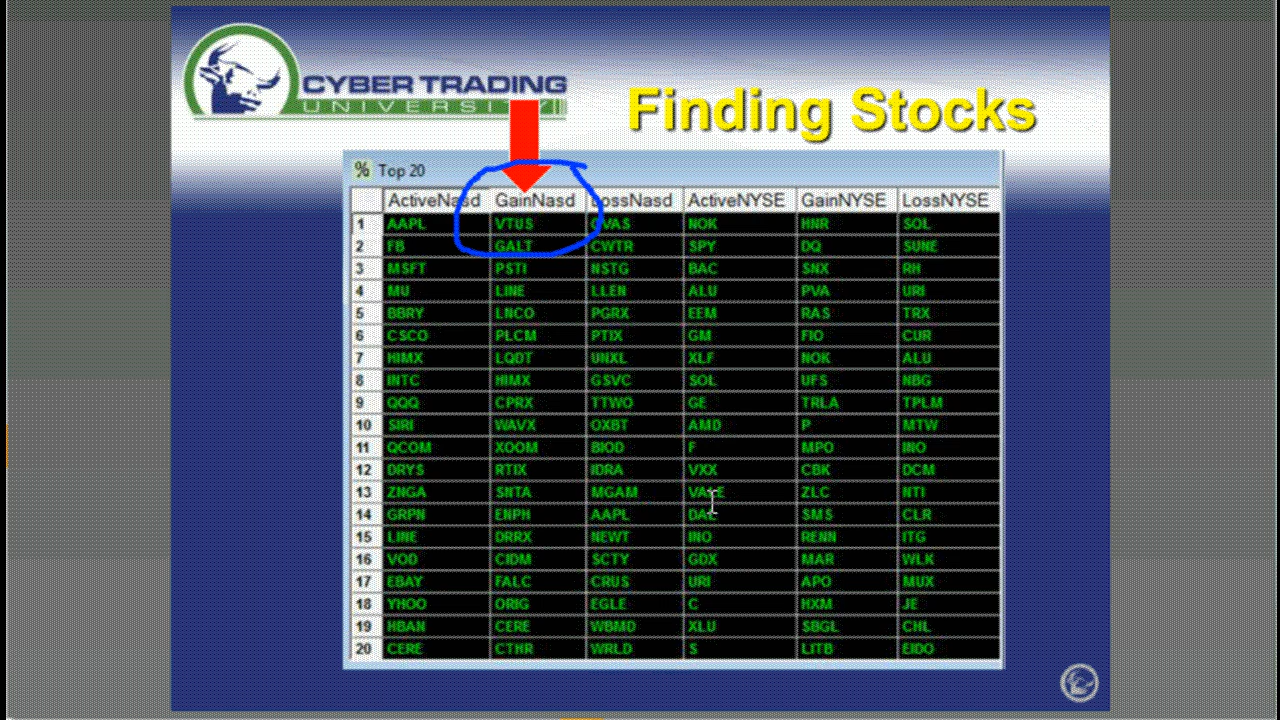 CYBER TRADING
UNIVERSITY
Finding Stocks
% Top 20
ActiveNasd GainNasd LossNasd ActiveNYSE GainNYSE LossNYSE
1 AAPL VTUS NOK HNR SOL
2 FB GALT CWTR SPY DQ SUNE
3 MSFT PSTI NSTG BAC SNX RH
4 MU LINE LLEN ALU PVA URI
5 BBRY LNCO PGRX EEM RAS TRX
6 CSCO PLCM PTIX GM FIO CUR
7 HIMX LQDT UNXL XLF NOK ALU
8 INTC HIMX GSVC SOL UFS NBG
9 QQQ CPRX TTWO GE TRLA TPLM
10 SIRI WAVX OXBT AMD P MTW
11 QCOM XOOM BIOD F MPO INO
12 DRYS RTIX IDRA VXX CBK DCM
13 ZNGA SNTA MGAM VALE ZLC NTI
14 GRPN ENPH AAPL SMS CLR
15 LINE DRRX NEWT INO RENN ITG
16 VOD CIDM SCTY GDX MAR WLK
17 EBAY FALC CRUS URI APO MUX
18 YHOO ORIG EGLE C HXM JE
19 HBAN CERE WBMD XLU SBGL CHL
20 CERE CTHR WRLD S LITB EIDO